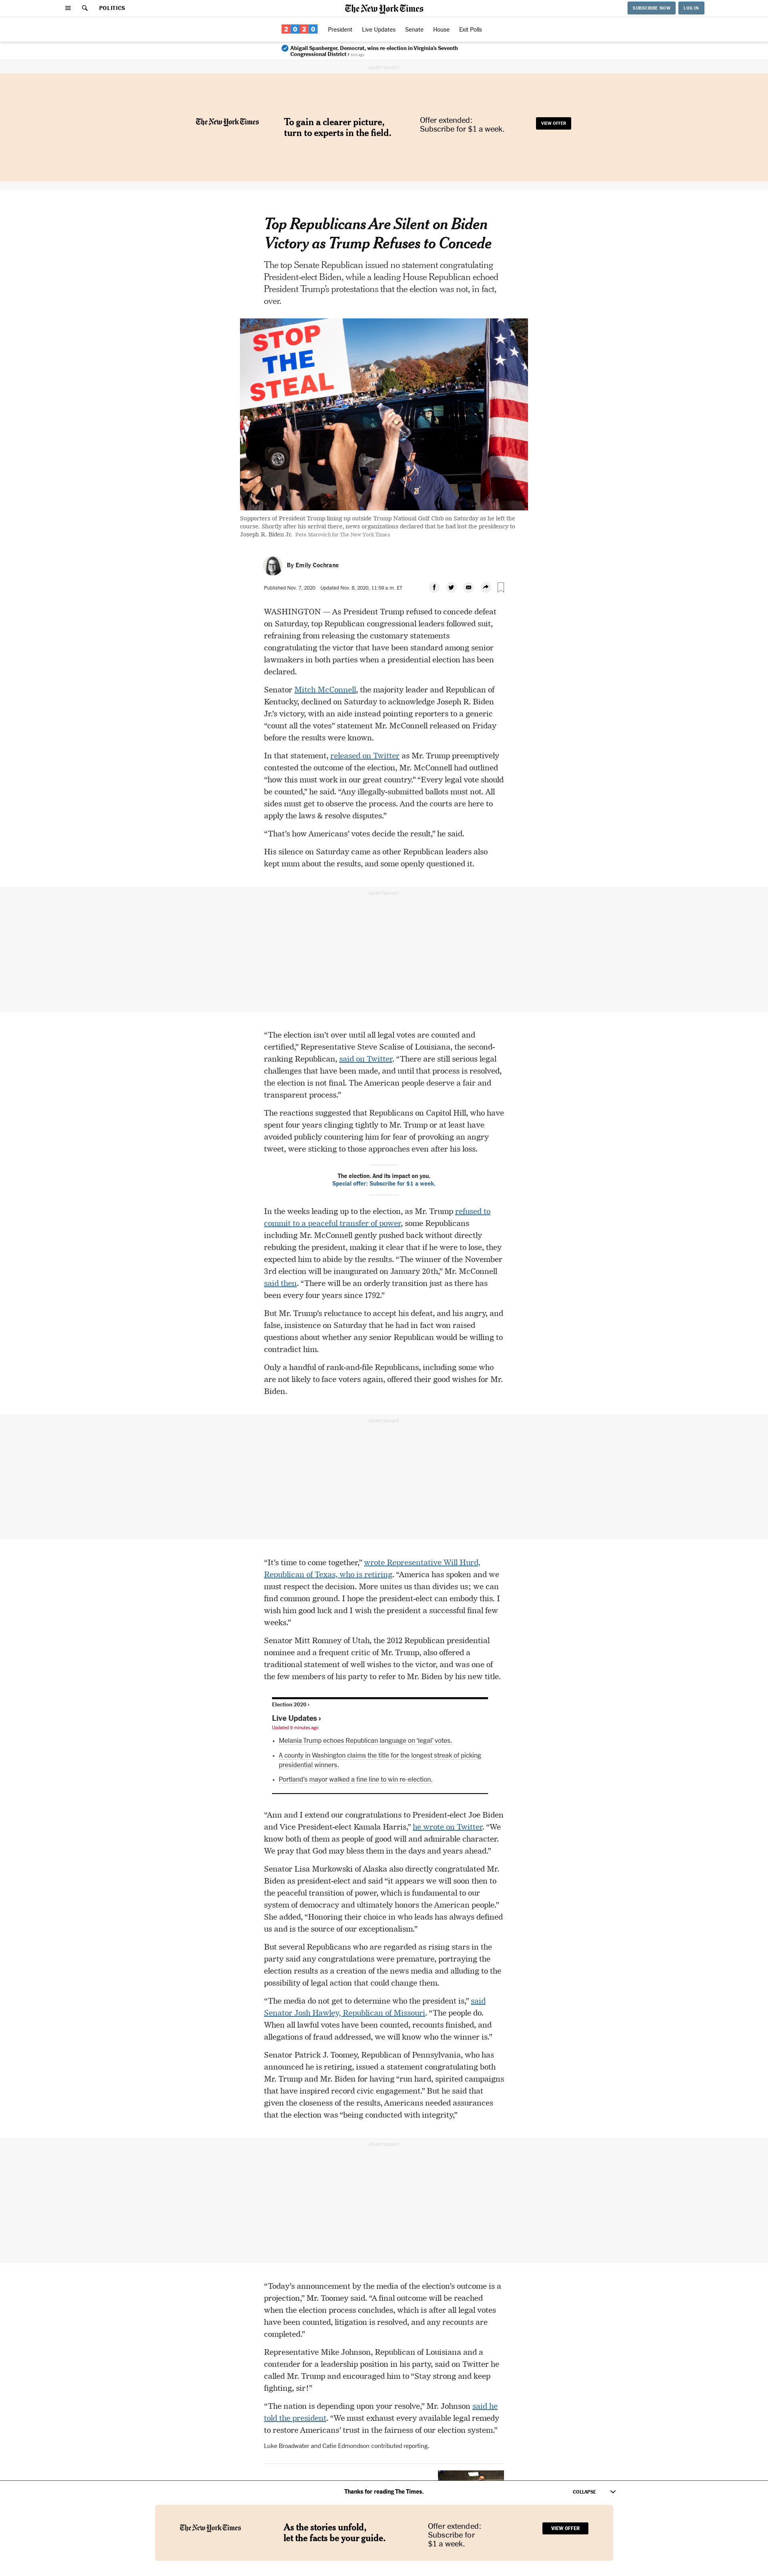 POLITICS
The New York Times
SUBSCRIBE NOW
LOG IN
2020
President
Live Updates
Senate
House
Exit Polls
Abigail Spanberger, Democrat, wins re-election in Virginia's Seventh
Congressional District ›
ADVERTISEMENT
The New York Times
To gain a clearer picture,
turn to experts in the field.
Offer extended:
Subscribe for $1 a week.
VIEW OFFER
Top Republicans Are Silent on Biden
Victory as Trump Refuses to Concede
The top Senate Republican issued no statement congratulating
President-elect Biden, while a leading House Republican echoed
President Trump's protestations that the election was not, in fact,
over.
STOP
THE
STEAL
Supporters of President Trump lining up outside Trump National Golf Club on Saturday as he left the
course. Shortly after his arrival there, news organizations declared that he had lost the presidency to
Joseph R. Biden Jr. Pete Marovich for The New York Times
By Emily Cochrane
Published Nov. 7, 2020 Updated Nov. 8, 2020, 11:59 a.m. ET
WASHINGTON — As President Trump refused to concede defeat
on Saturday, top Republican congressional leaders followed suit,
refraining from releasing the customary statements
congratulating the victor that have been standard among senior
lawmakers in both parties when a presidential election has been
declared.
Senator Mitch McConnell, the majority leader and Republican of
Kentucky, declined on Saturday to acknowledge Joseph R. Biden
Jr.'s victory, with an aide instead pointing reporters to a generic
“count all the votes” statement Mr. McConnell released on Friday
before the results were known.
In that statement, released on Twitter as Mr. Trump preemptively
contested the outcome of the election, Mr. McConnell had outlined
“how this must work in our great country.” “Every legal vote should
be counted,” he said. “Any illegally-submitted ballots must not. All
sides must get to observe the process. And the courts are here to
apply the laws & resolve disputes.”
“That's how Americans' votes decide the result,” he said.
His silence on Saturday came as other Republican leaders also
kept mum about the results, and some openly questioned it.
ADVERTISEMENT
“The election isn't over until all legal votes are counted and
certified,” Representative Steve Scalise of Louisiana, the second-
ranking Republican, said on Twitter. “There are still serious legal
challenges that have been made, and until that process is resolved,
the election is not final. The American people deserve a fair and
transparent process.”
The reactions suggested that Republicans on Capitol Hill, who have
spent four years clinging tightly to Mr. Trump or at least have
avoided publicly countering him for fear of provoking an angry
tweet, were sticking to those approaches even after his loss.
The election. And its impact on you.
Special offer: Subscribe for $1 a week.
In the weeks leading up to the election, as Mr. Trump refused to
commit to a peaceful transfer of power, some Republicans
including Mr. McConnell gently pushed back without directly
rebuking the president, making it clear that if he were to lose, they
expected him to abide by the results. “The winner of the November
3rd election will be inaugurated on January 20th,” Mr. McConnell
said then. “There will be an orderly transition just as there has
been every four years since 1792.”
But Mr. Trump's reluctance to accept his defeat, and his angry, and
false, insistence on Saturday that he had in fact won raised
questions about whether any senior Republican would be willing to
contradict him.
Only a handful of rank-and-file Republicans, including some who
are not likely to face voters again, offered their good wishes for Mr.
Biden.
ADVERTISEMENT
“It's time to come together,” wrote Representative Will Hurd,
Republican of Texas, who is retiring. “America has spoken and we
must respect the decision. More unites us than divides us; we can
find common ground. I hope the president-elect can embody this. I
wish him good luck and I wish the president a successful final few
weeks.”
Senator Mitt Romney of Utah, the 2012 Republican presidential
nominee and a frequent critic of Mr. Trump, also offered a
traditional statement of well wishes to the victor, and was one of
the few members of his party to refer to Mr. Biden by his new title.
Election 2020 ›
Live Updates ›
Updated 9 minutes ago
• Melania Trump echoes Republican language on 'legal' votes.
• A county in Washington claims the title for the longest streak of picking
presidential winners.
• Portland's mayor walked a fine line to win re-election.
“Ann and I extend our congratulations to President-elect Joe Biden
and Vice President-elect Kamala Harris,” he wrote on Twitter. “We
know both of them as people of good will and admirable character.
We pray that God may bless them in the days and years ahead.”
Senator Lisa Murkowski of Alaska also directly congratulated Mr.
Biden as president-elect and said “it appears we will soon then to
the peaceful transition of power, which is fundamental to our
system of democracy and ultimately honors the American people.”
She added, “Honoring their choice in who leads has always defined
us and is the source of our exceptionalism.”
But several Republicans who are regarded as rising stars in the
party said any congratulations were premature, portraying the
election results as a creation of the news media and alluding to the
possibility of legal action that could change them.
“The media do not get to determine who the president is,” said
Senator Josh Hawley, Republican of Missouri. “The people do.
When all lawful votes have been counted, recounts finished, and
allegations of fraud addressed, we will know who the winner is.”
Senator Patrick J. Toomey, Republican of Pennsylvania, who has
announced he is retiring, issued a statement congratulating both
Mr. Trump and Mr. Biden for having “run hard, spirited campaigns
that have inspired record civic engagement.” But he said that
given the closeness of the results, Americans needed assurances
that the election was “being conducted with integrity,”
ADVERTISEMENT
“Today's announcement by the media of the election's outcome is a
projection,” Mr. Toomey said. “A final outcome will be reached
when the election process concludes, which is after all legal votes
have been counted, litigation is resolved, and any recounts are
completed.”
Representative Mike Johnson, Republican of Louisiana and a
contender for a leadership position in his party, said on Twitter he
called Mr. Trump and encouraged him to “Stay strong and keep
fighting, sir!”
“The nation is depending upon your resolve,” Mr. Johnson said he
told the president. “We must exhaust every available legal remedy
to restore Americans' trust in the fairness of our election system.”
Luke Broadwater and Catie Edmondson contributed reporting.
Thanks for reading The Times.
COLLAPSE
The New York Times
As the stories unfold,
let the facts be your guide.
Offer extended:
Subscribe for
$1 a week.
VIEW OFFER